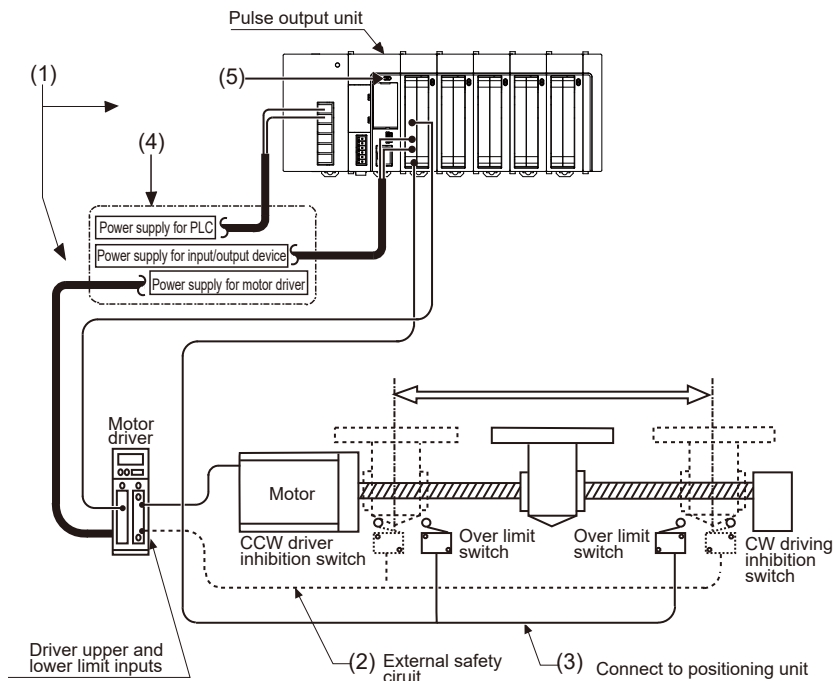 Pulse output unit
(1)
(5)
(4)
Power supply for PLC
Power supply for input/output device
Power supply for motor driver
Motor
driver
Motor
CCW driver
inhibition switch
Over limit
switch
Over limit
switch
CW driving
inhibition
switch
Driver upper and
lower limit inputs
(2) External safety
ciruit
(3) Connect to positioning unit